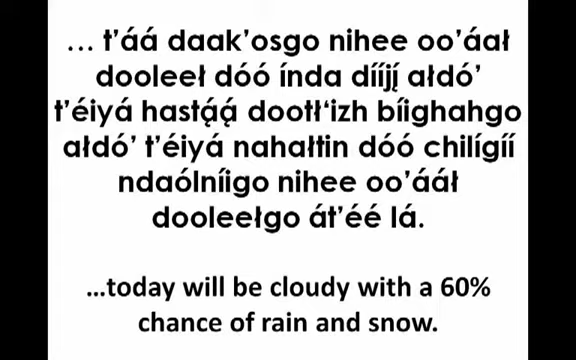 ... t'áá daak'osgo nihee oo'áał
dooleeł dóó índa dííjį́ ałdó'
t'éiyá hastą́ą́ dootł'izh bíighahgo
ałdó' t'éiyá nahałtin dóó chilígíí
ndaólníigo nihee oo'ááł
dooleełgo át'éé lá.
...today will be cloudy with a 60%
chance of rain and snow.